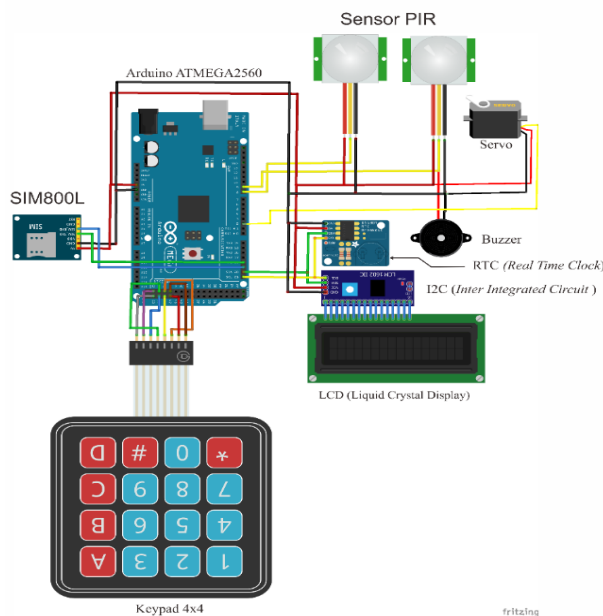 Sensor PIR
Arduino ATMEGA2560
Servo
SIM800L
SIM
Buzzer
RTC (Real Time Clock)
I2C (Inter Integrated Circuit )
LCD (Liquid Crystal Display)
D # 0 *
C 9 8 7
B 6 5 4
A 3 2 1
Keypad 4x4
fritzing